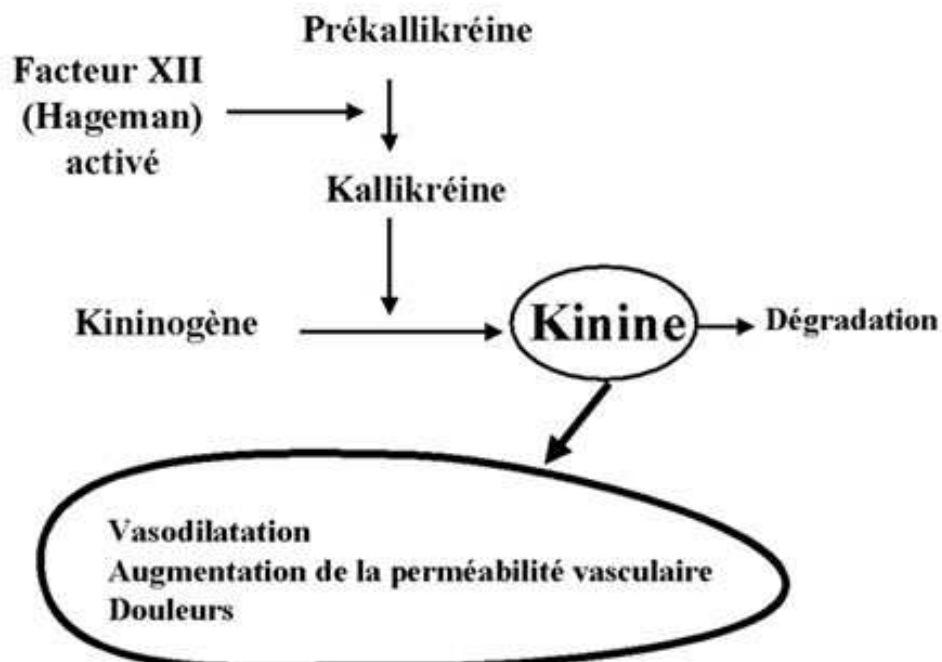 Prékallikréine
Facteur XII
(Hageman)
activé
Kallikréine
Kininogène
Kinine
Dégradation
Vasodilatation
Augmentation de la perméabilité vasculaire
Douleurs